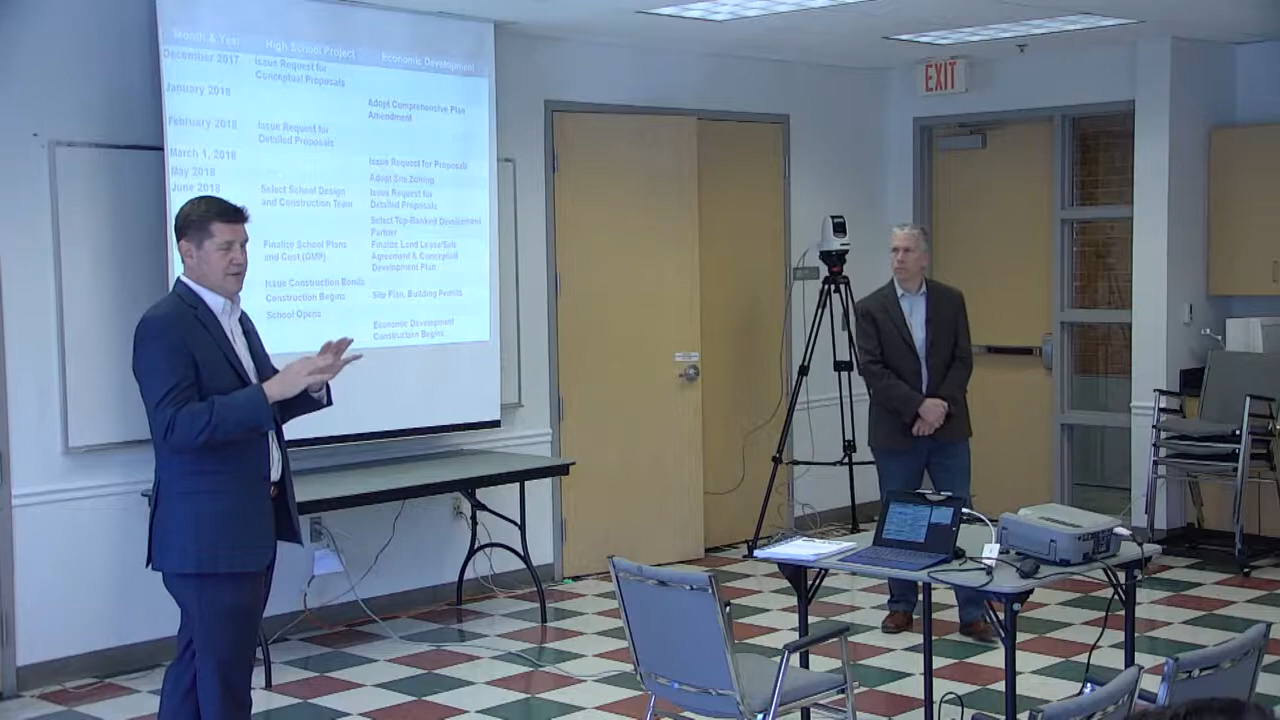 Month & Year High School Project Economic Development
December 2017 Issue Request for
Conceptual Proposals
January 2018
Adopt Comprehensive Plan
Amendment
February 2018 Issue Request for
Detailed Proposals
March 1, 2018 Issue Request for Proposals
May 2018 Adopt Site Zoning
June 2018 Select School Design
and Construction Team
Issue Request for
Detailed Proposals
Select Top-Ranked Development
Partner
Finalize School Plans
and Cost (GMP)
Finalize Land Lease/Sale
Agreement & Conceptual
Development Plan
Issue Construction Bonds
Construction Begins Site Plan, Building Permits
School Opens
Economic Development
Construction Begins
EXIT